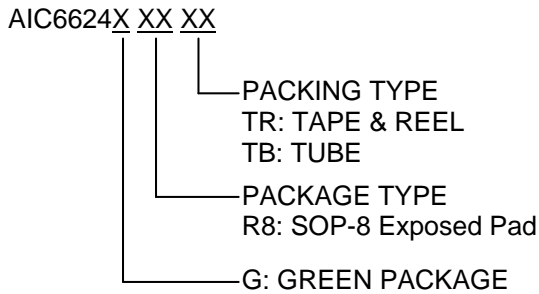 AIC6624X XX XX
PACKING TYPE
TR: TAPE & REEL
TB: TUBE
PACKAGE TYPE
R8: SOP-8 Exposed Pad
G: GREEN PACKAGE